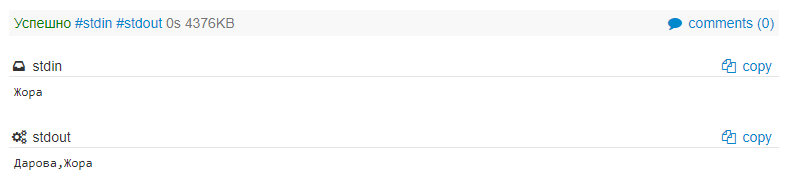 Успешно #stdin #stdout 0s 4376KB comments (0)
stdin copy
Жора
stdout copy
Дарова,Жора